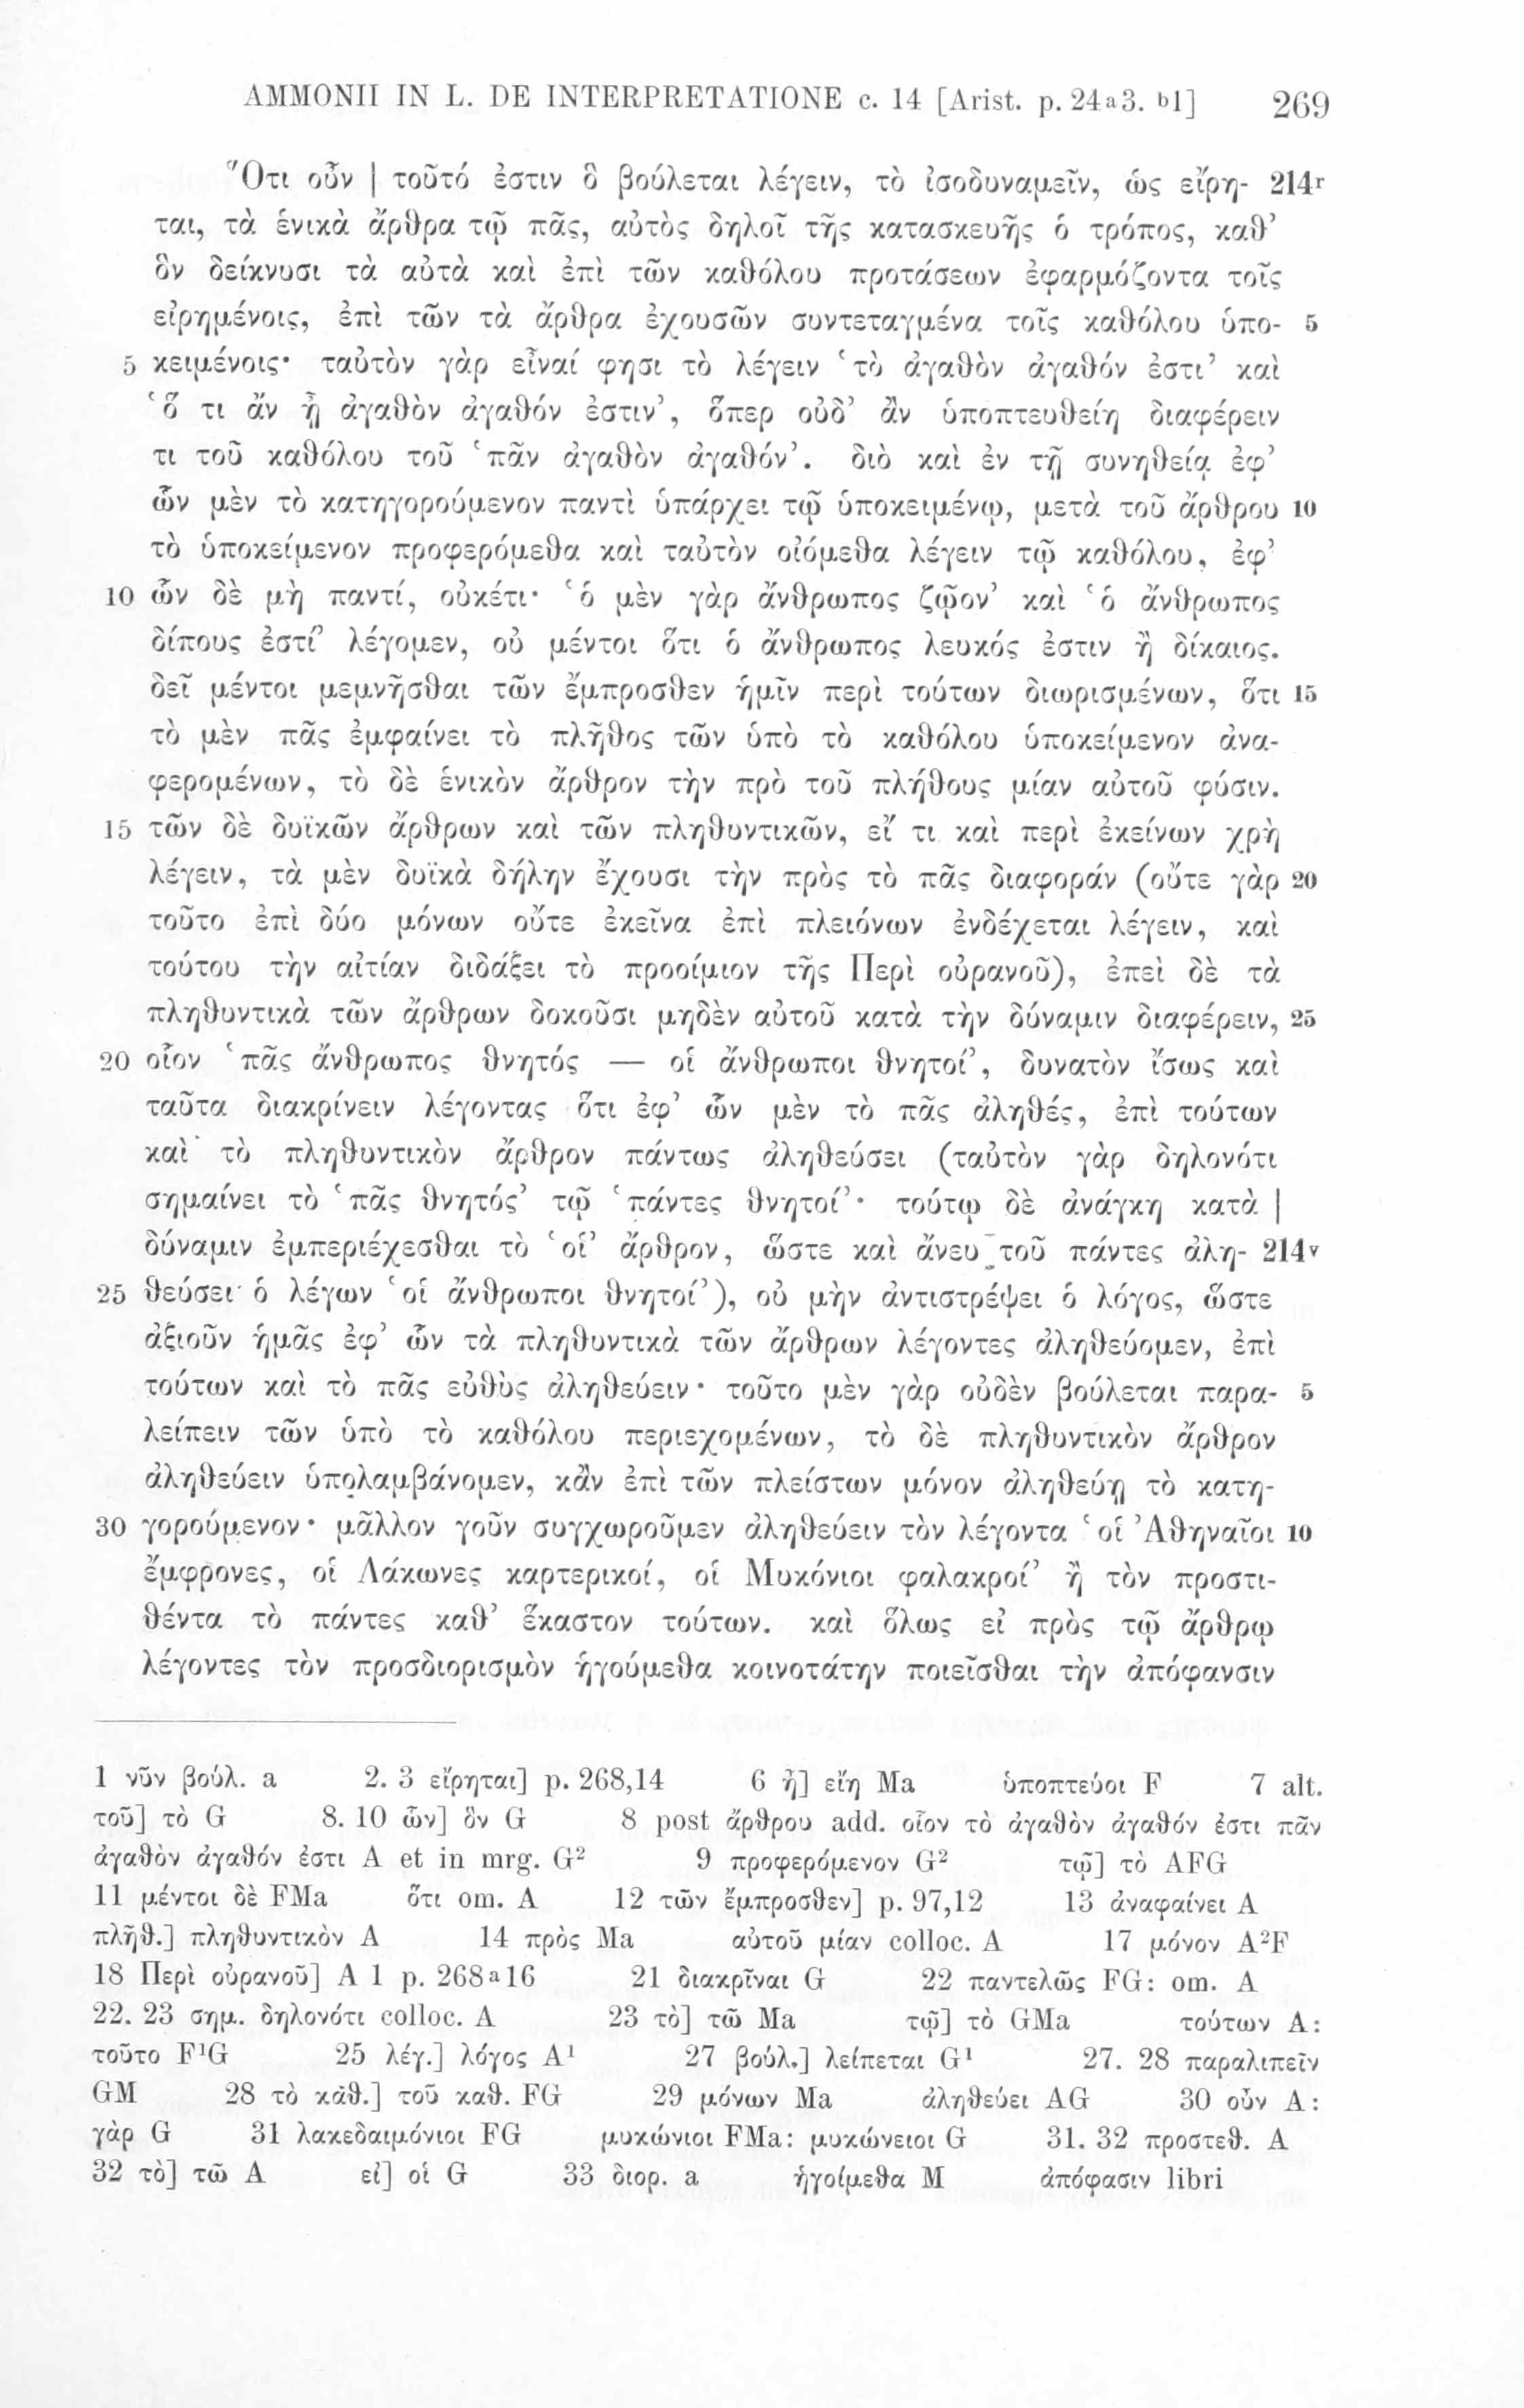 AMMONII IN L. DE INTERPRETATIONE c. 14 [Arist. p. 24a3. b1] 269
Ὅτι οὖν | τοῦτό ἐστιν ὃ βούλεται λέγειν, τὸ ἰσοδυναμεῖν, ὡς εἴρη- 214r
ται, τὰ ἑνικὰ ἄρθρα τῷ πᾶς, αὐτὸς δηλοῖ τῆς κατασκευῆς ὁ τρόπος, καθ’
ὃν δείκνυσι τὰ αὐτὰ καὶ ἐπὶ τῶν καθόλου προτάσεων ἐφαρμόζοντα τοῖς
εἰρημένοις, ἐπὶ τῶν τὰ ἄρθρα ἐχουσῶν συντεταγμένα τοῖς καθόλου ὑπο- 5
5 κειμένοις· ταὐτὸν γὰρ εἶναί φησι τὸ λέγειν ‘τὸ ἀγαθὸν ἀγαθόν ἐστι’ καὶ
‘ὅ τι ἂν ᾖ ἀγαθὸν ἀγαθόν ἐστιν’, ὅπερ οὐδ’ ἂν ὑποπτευθείη διαφέρειν
τι τοῦ καθόλου τοῦ ‘πᾶν ἀγαθὸν ἀγαθόν’. διὸ καὶ ἐν τῇ συνηθείᾳ ἐφ’
ὧν μὲν τὸ κατηγορούμενον παντὶ ὑπάρχει τῷ ὑποκειμένῳ, μετὰ τοῦ ἄρθρου 10
τὸ ὑποκείμενον προφερόμεθα καὶ ταὐτὸν οἰόμεθα λέγειν τῷ καθόλου, ἐφ’
10 ὧν δὲ μὴ παντί, οὐκέτι· ‘ὁ μὲν γὰρ ἄνθρωπος ζῷον’ καὶ ‘ὁ ἄνθρωπος
δίπους ἐστί’ λέγομεν, οὐ μέντοι ὅτι ὁ ἄνθρωπος λευκός ἐστιν ἢ δίκαιος.
δεῖ μέντοι μεμνῆσθαι τῶν ἔμπροσθεν ἡμῖν περὶ τούτων διωρισμένων, ὅτι 15
τὸ μὲν πᾶς ἐμφαίνει τὸ πλῆθος τῶν ὑπὸ τὸ καθόλου ὑποκείμενον ἀνα-
φερομένων, τὸ δὲ ἑνικὸν ἄρθρον τὴν πρὸ τοῦ πλήθους μίαν αὐτοῦ φύσιν.
15 τῶν δὲ δυϊκῶν ἄρθρων καὶ τῶν πληθυντικῶν, εἴ τι καὶ περὶ ἐκείνων χρὴ
λέγειν, τὰ μὲν δυϊκὰ δήλην ἔχουσι τὴν πρὸς τὸ πᾶς διαφοράν (οὔτε γὰρ 20
τοῦτο ἐπὶ δύο μόνων οὔτε ἐκεῖνα ἐπὶ πλειόνων ἐνδέχεται λέγειν, καὶ
τούτου τὴν αἰτίαν διδάξει τὸ προοίμιον τῆς Περὶ οὐρανοῦ), ἐπεὶ δὲ τὰ
πληθυντικὰ τῶν ἄρθρων δοκοῦσι μηδὲν αὐτοῦ κατὰ τὴν δύναμιν διαφέρειν, 25
20 οἷον ‘πᾶς ἄνθρωπος θνητός — οἱ ἄνθρωποι θνητοί’, δυνατὸν ἴσως καὶ
ταῦτα διακρίνειν λέγοντας ὅτι ἐφ’ ὧν μὲν τὸ πᾶς ἀληθές, ἐπὶ τούτων
καὶ τὸ πληθυντικὸν ἄρθρον πάντως ἀληθεύσει (ταὐτὸν γὰρ δηλονότι
σημαίνει τὸ ‘πᾶς θνητός’ τῷ ‘πάντες θνητοί’· τούτῳ δὲ ἀνάγκη κατὰ |
δύναμιν ἐμπεριέχεσθαι τὸ ‘οἱ’ ἄρθρον, ὥστε καὶ ἄνευ τοῦ πάντες ἀλη- 214v
25 θεύσει ὁ λέγων ‘οἱ ἄνθρωποι θνητοί’), οὐ μὴν ἀντιστρέψει ὁ λόγος, ὥστε
ἀξιοῦν ἡμᾶς ἐφ’ ὧν τὰ πληθυντικὰ τῶν ἄρθρων λέγοντες ἀληθεύομεν, ἐπὶ
τούτων καὶ τὸ πᾶς εὐθὺς ἀληθεύειν· τοῦτο μὲν γὰρ οὐδὲν βούλεται παρα- 5
λείπειν τῶν ὑπὸ τὸ καθόλου περιεχομένων, τὸ δὲ πληθυντικὸν ἄρθρον
ἀληθεύειν ὑπολαμβάνομεν, κἂν ἐπὶ τῶν πλείστων μόνον ἀληθεύῃ τὸ κατη-
30 γορούμενον· μᾶλλον γοῦν συγχωροῦμεν ἀληθεύειν τὸν λέγοντα ‘οἱ Ἀθηναῖοι 10
ἔμφρονες, οἱ Λάκωνες καρτερικοί, οἱ Μυκόνιοι φαλακροί’ ἢ τὸν προστι-
θέντα τὸ πάντες καθ’ ἕκαστον τούτων. καὶ ὅλως εἰ πρὸς τῷ ἄρθρῳ
λέγοντες τὸν προσδιορισμὸν ἡγούμεθα κοινοτάτην ποιεῖσθαι τὴν ἀπόφανσιν
1 νῦν βούλ. a 2. 3 εἴρηται] p. 268,14 6 ᾖ] εἴη Ma ὑποπτεύοι F 7 alt.
τοῦ] τὸ G 8. 10 ὧν] ὃν G 8 post ἄρθρου add. οἷον τὸ ἀγαθὸν ἀγαθόν ἐστι πᾶν
ἀγαθὸν ἀγαθόν ἐστι A et in mrg. G² 9 προφερόμενον G² τῷ] τὸ AFG
11 μέντοι δὲ FMa ὅτι om. A 12 τῶν ἔμπροσθεν] p. 97,12 13 ἀναφαίνει A
πλῆθ.] πληθυντικὸν A 14 πρὸς Ma αὐτοῦ μίαν colloc. A 17 μόνον A²F
18 Περὶ οὐρανοῦ] A 1 p. 268a16 21 διακρῖναι G 22 παντελῶς FG: om. A
22. 23 σημ. δηλονότι colloc. A 23 τὸ] τῶ Ma τῷ] τὸ GMa τούτων A:
τοῦτο F¹G 25 λέγ.] λόγος A¹ 27 βούλ.] λείπεται G¹ 27. 28 παραλιπεῖν
GM 28 τὸ κάθ.] τοῦ καθ. FG 29 μόνων Ma ἀληθεύει AG 30 οὖν A:
γὰρ G 31 λακεδαιμόνιοι FG μυκώνιοι FMa: μυκώνειοι G 31. 32 προστεθ. A
32 τὸ] τῶ A εἰ] οἱ G 33 διορ. a ἡγοίμεθα M ἀπόφασιν libri